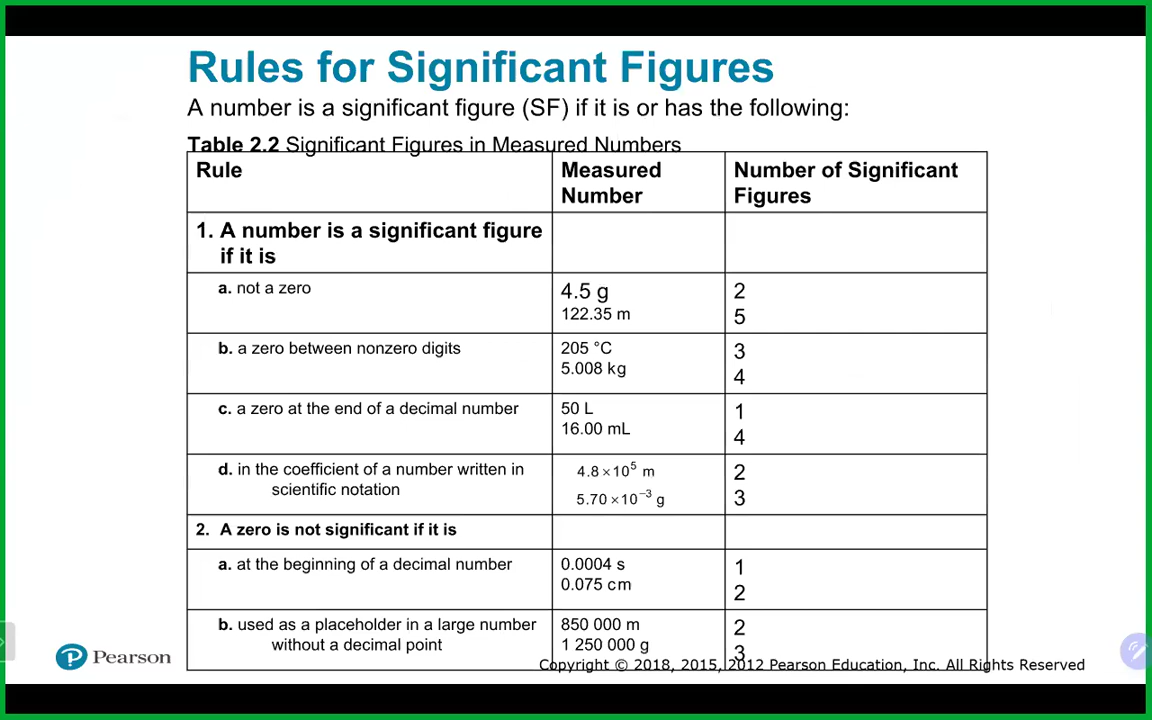 Rules for Significant Figures
A number is a significant figure (SF) if it is or has the following:
Table 2.2 Significant Figures in Measured Numbers
Rule
Measured
Number
Number of Significant
Figures
1. A number is a significant figure
if it is
a. not a zero
4.5 g
122.35 m
2
5
b. a zero between nonzero digits
205 °C
5.008 kg
3
4
c. a zero at the end of a decimal number
50 L
16.00 mL
1
4
d. in the coefficient of a number written in
scientific notation
4.8 × 10⁵ m
5.70 × 10⁻³ g
2
3
2. A zero is not significant if it is
a. at the beginning of a decimal number
0.0004 s
0.075 cm
1
2
b. used as a placeholder in a large number
without a decimal point
850 000 m
1 250 000 g
2
3
Pearson
Copyright © 2018, 2015, 2012 Pearson Education, Inc. All Rights Reserved